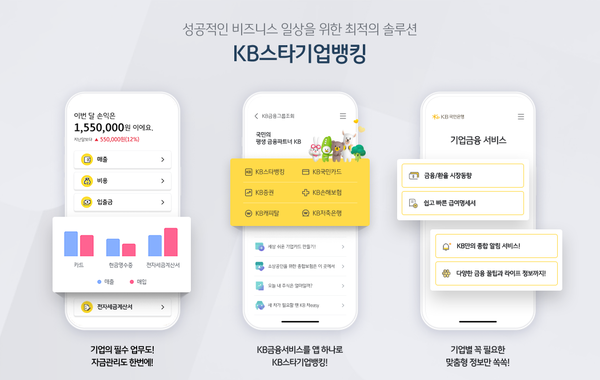 성공적인 비즈니스 일상을 위한 최적의 솔루션
KB스타기업뱅킹
이번 달 손익은
1,550,000원 이에요.
지난달보다 ▲ 550,000원(12%)
매출
비용
입출금
카드
현금영수증
전자세금계산서
매출
매입
전자세금계산서
기업의 필수 업무도!
자금관리도 한번에!
KB금융그룹조회
국민의
평생 금융파트너 KB
KB스타뱅킹
KB국민카드
KB증권
KB손해보험
KB캐피탈
KB저축은행
세상 쉬운 기업카드 만들기!
소상공인을 위한 종합보험은 이 곳에서
오늘 내 주식은 얼마일까?
새 차가 필요할 땐 KB Reasy
KB금융서비스를 앱 하나로
KB스타기업뱅킹!
KB 국민은행
기업금융 서비스
금융/환율 시장동향
쉽고 빠른 급여명세서
KB만의 종합 알림 서비스!
다양한 금융 꿀팁과 라이프 정보까지!
기업별 꼭 필요한
맞춤형 정보만 쏙쏙!